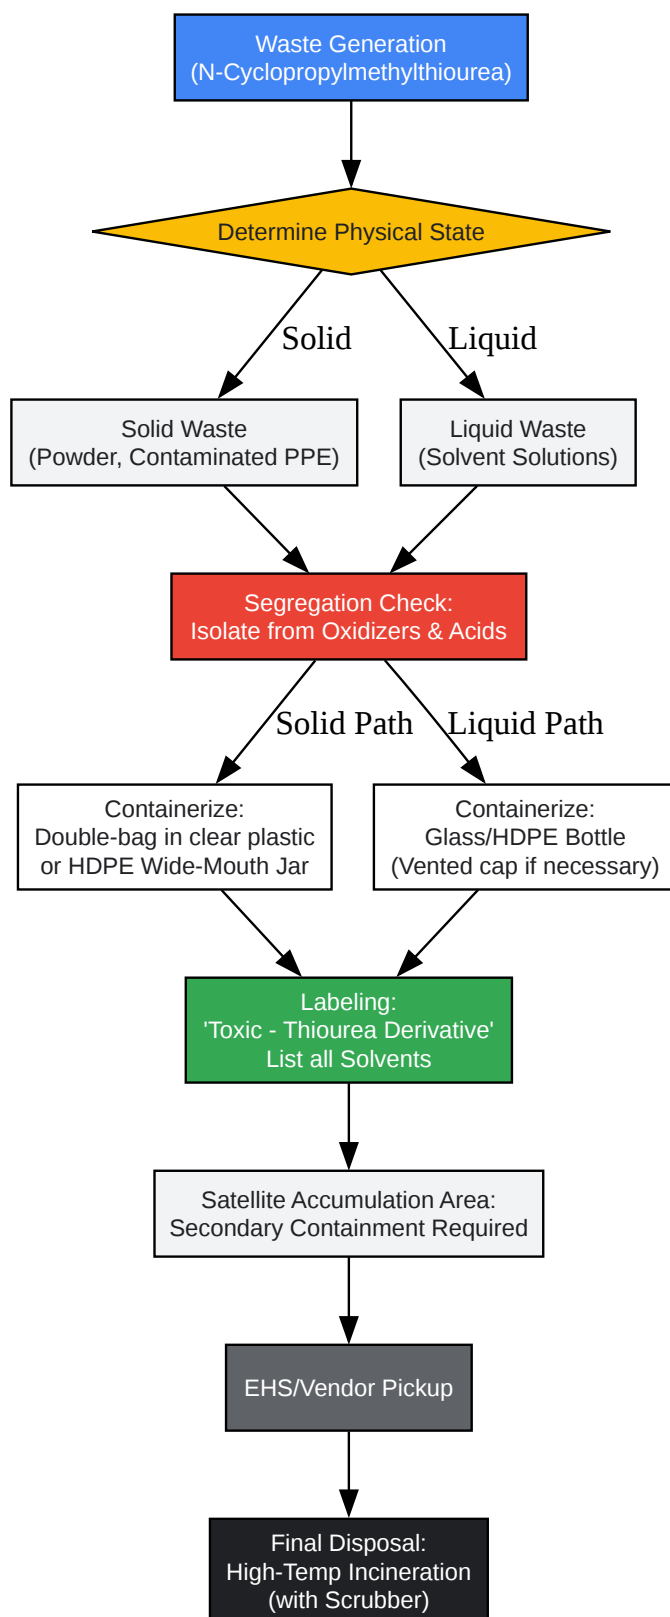 Waste Generation
(N-Cyclopropylmethylthiourea)
Determine Physical State
Solid
Liquid
Solid Waste
(Powder, Contaminated PPE)
Liquid Waste
(Solvent Solutions)
Segregation Check:
Isolate from Oxidizers & Acids
Solid Path
Liquid Path
Containerize:
Double-bag in clear plastic
or HDPE Wide-Mouth Jar
Containerize:
Glass/HDPE Bottle
(Vented cap if necessary)
Labeling:
'Toxic - Thiourea Derivative'
List all Solvents
Satellite Accumulation Area:
Secondary Containment Required
EHS/Vendor Pickup
Final Disposal:
High-Temp Incineration
(with Scrubber)